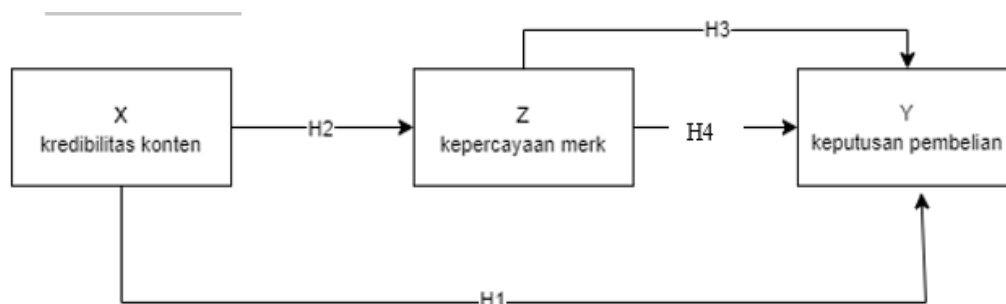 H3
X
kredibilitas konten
H2
Z
kepercayaan merk
H4
Y
keputusan pembelian
H1